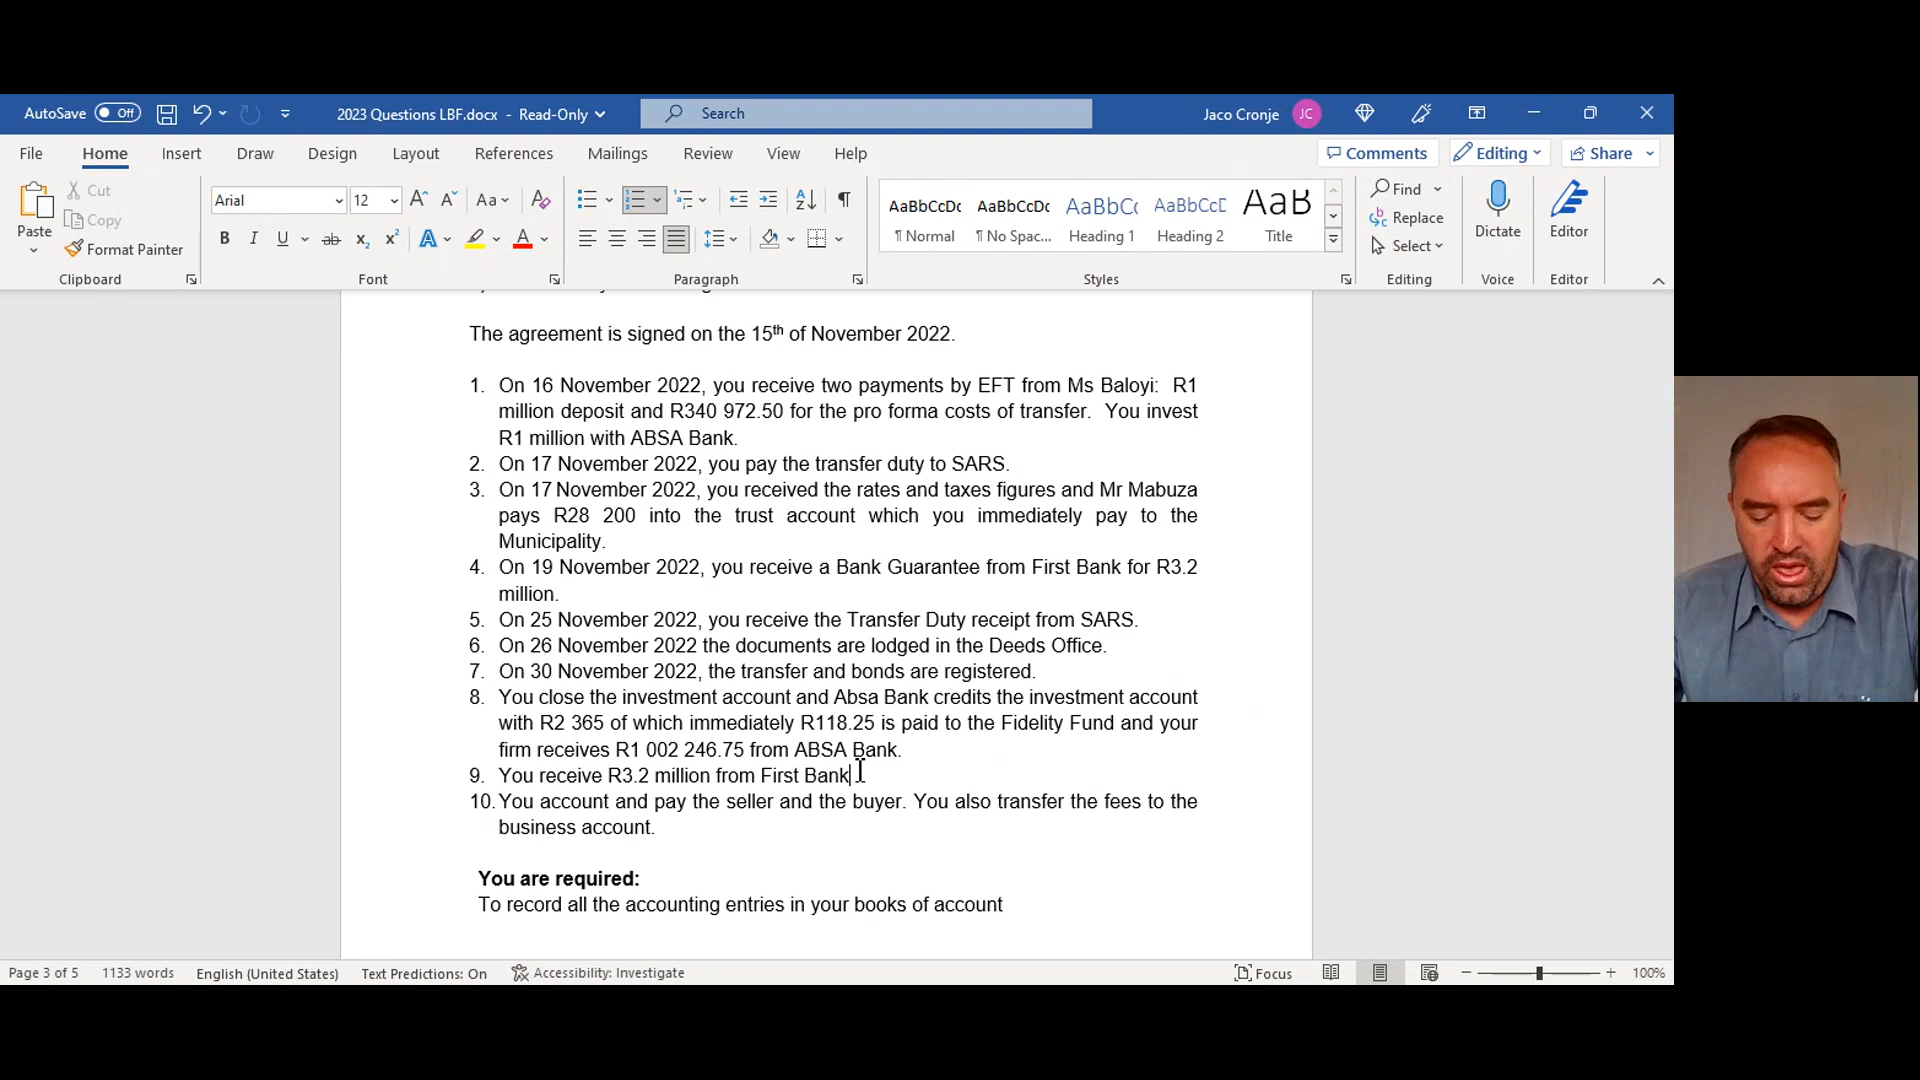 AutoSave Off 2023 Questions LBF.docx - Read-Only Search Jaco Cronje JC
File Home Insert Draw Design Layout References Mailings Review View Help Comments Editing Share
Paste Cut Copy Format Painter Clipboard
Arial 12 Aa Font
Paragraph
AaBbCcDc AaBbCcDc AaBbCc AaBbCcD AaB
¶ Normal ¶ No Spac... Heading 1 Heading 2 Title Styles
Find Replace Select Editing
Dictate Voice
Editor Editor
The agreement is signed on the 15th of November 2022.
1. On 16 November 2022, you receive two payments by EFT from Ms Baloyi: R1
million deposit and R340 972.50 for the pro forma costs of transfer. You invest
R1 million with ABSA Bank.
2. On 17 November 2022, you pay the transfer duty to SARS.
3. On 17 November 2022, you received the rates and taxes figures and Mr Mabuza
pays R28 200 into the trust account which you immediately pay to the
Municipality.
4. On 19 November 2022, you receive a Bank Guarantee from First Bank for R3.2
million.
5. On 25 November 2022, you receive the Transfer Duty receipt from SARS.
6. On 26 November 2022 the documents are lodged in the Deeds Office.
7. On 30 November 2022, the transfer and bonds are registered.
8. You close the investment account and Absa Bank credits the investment account
with R2 365 of which immediately R118.25 is paid to the Fidelity Fund and your
firm receives R1 002 246.75 from ABSA Bank.
9. You receive R3.2 million from First Bank
10. You account and pay the seller and the buyer. You also transfer the fees to the
business account.
You are required:
To record all the accounting entries in your books of account
Page 3 of 5 1133 words English (United States) Text Predictions: On Accessibility: Investigate Focus 100%